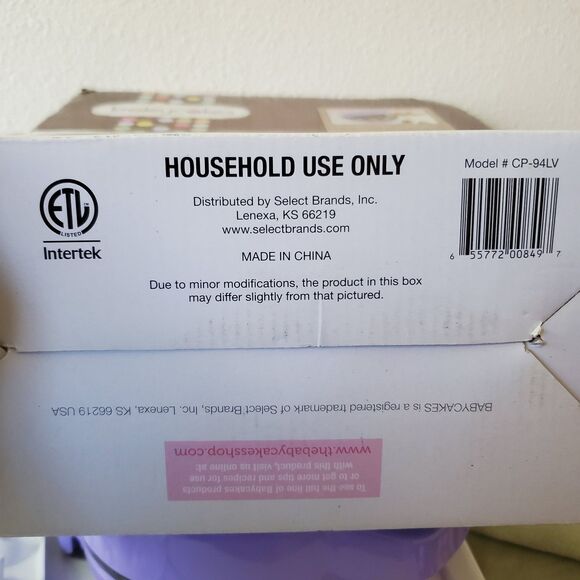 HOUSEHOLD USE ONLY
Model # CP-94LV
Distributed by Select Brands, Inc.
Lenexa, KS 66219
www.selectbrands.com
ETL
LISTED
Intertek
MADE IN CHINA
6 55772 00849 7
Due to minor modifications, the product in this box
may differ slightly from that pictured.
BABYCAKES is a registered trademark of Select Brands, Inc. Lenexa, KS 66219 USA
To see the full line of Babycakes products
or to get more tips and recipes for use
with this product, visit us online at:
www.thebabycakesshop.com